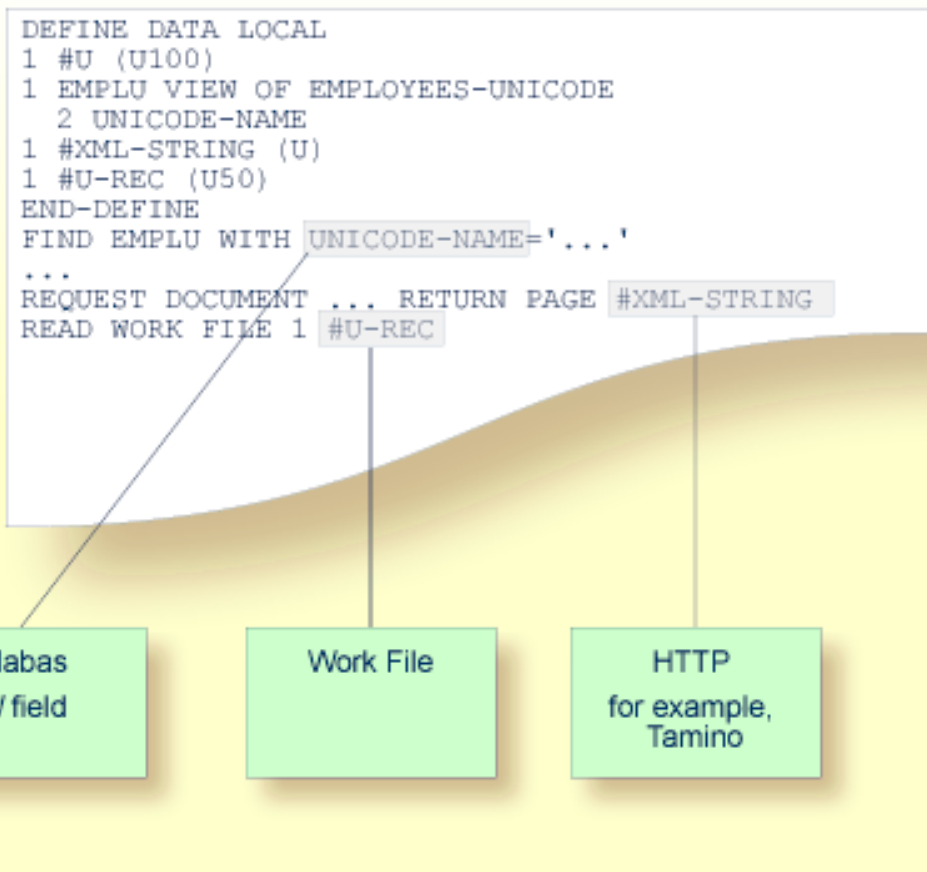 DEFINE DATA LOCAL
1 #U (U100)
1 EMPLU VIEW OF EMPLOYEES-UNICODE
2 UNICODE-NAME
1 #XML-STRING (U)
1 #U-REC (U50)
END-DEFINE
FIND EMPLU WITH UNICODE-NAME='...'
...
REQUEST DOCUMENT ... RETURN PAGE #XML-STRING
READ WORK FILE 1 #U-REC
field
Work File
HTTP
for example,
Tamino